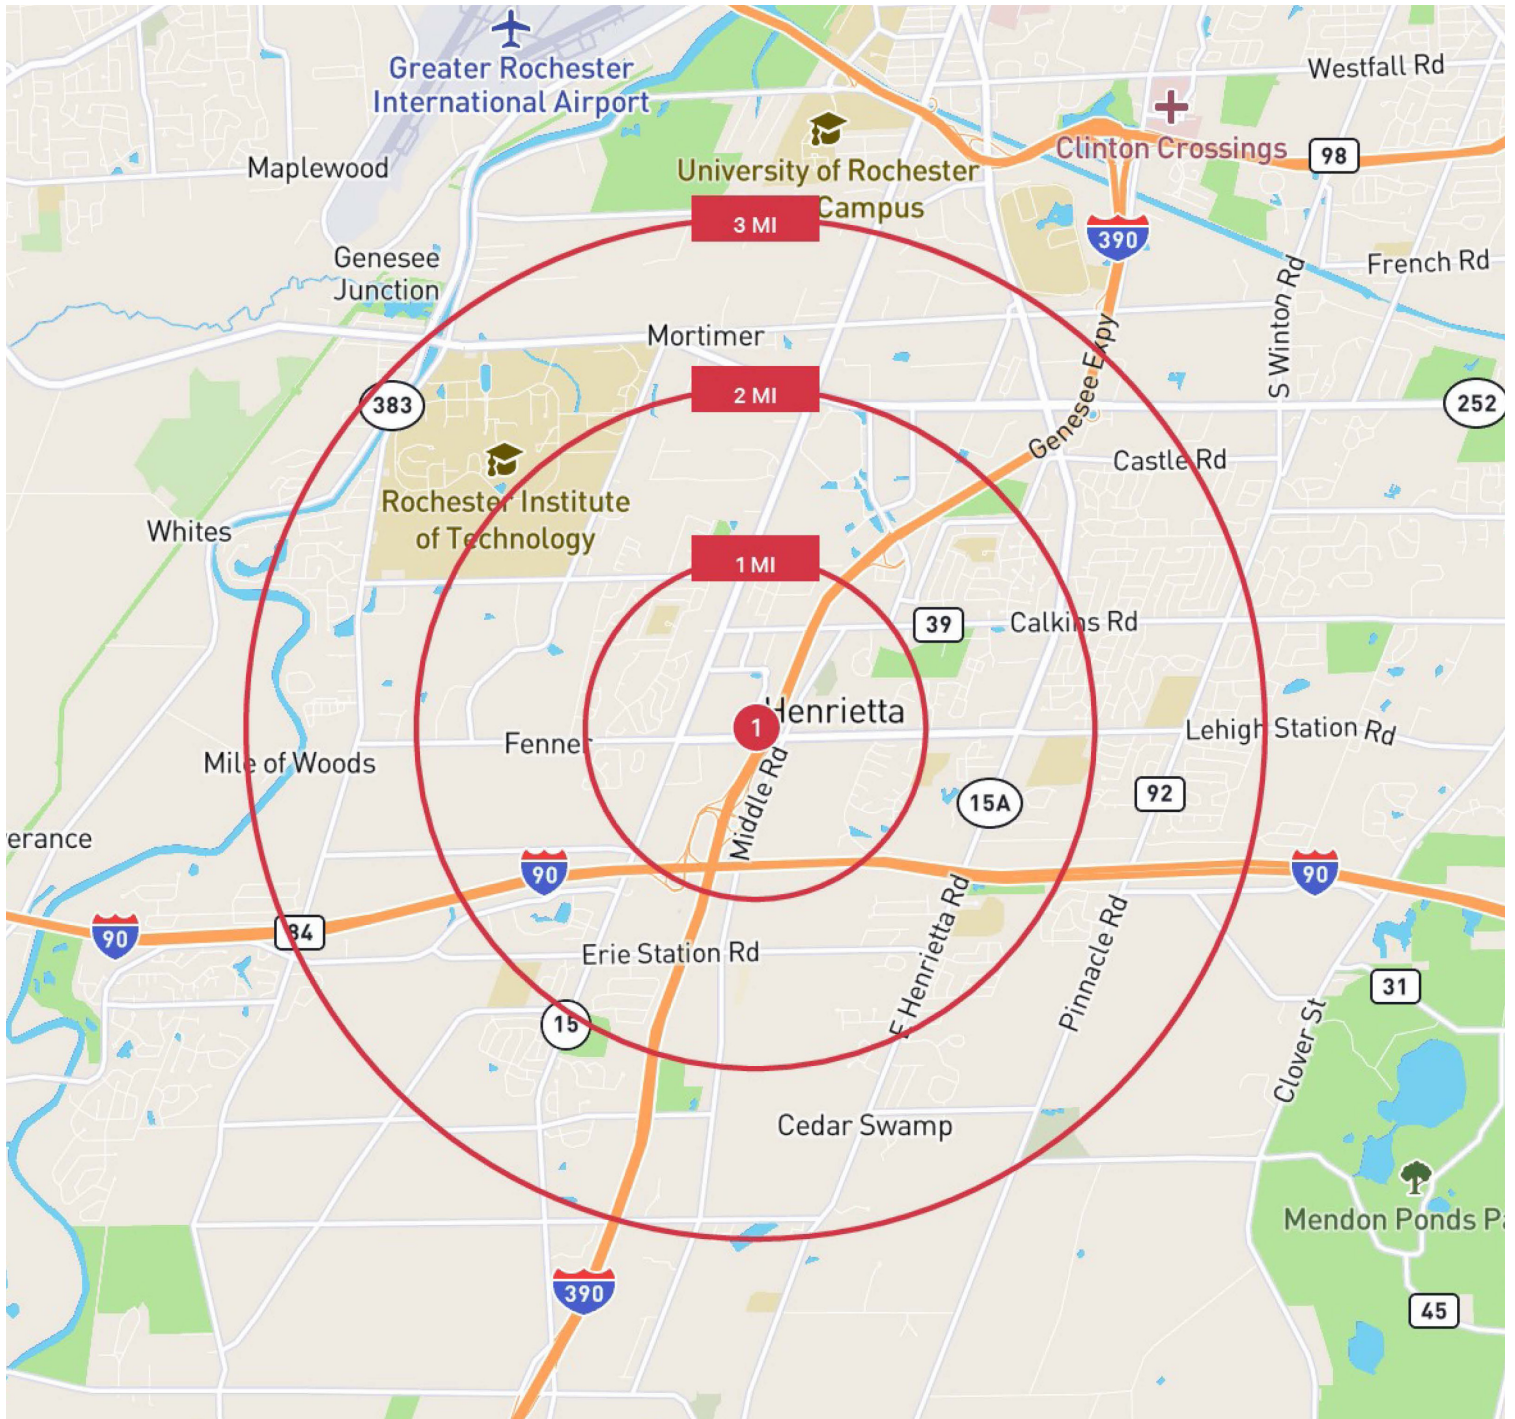 Westfall Rd
Greater Rochester
International Airport
Clinton Crossings
98
Maplewood
University of Rochester
Campus
3 MI
390
Genesee
Junction
French Rd
S Winton Rd
Mortimer
Genesee Expy
2 MI
383
252
Castle Rd
Rochester Institute
of Technology
Whites
1 MI
39
Calkins Rd
Henrietta
1
Lehigh Station Rd
Fenner
Mile of Woods
Middle Rd
15A
92
erance
90
90
90
84
E Henrietta Rd
Pinnacle Rd
Erie Station Rd
31
15
Clover St
Cedar Swamp
Mendon Ponds Pa
390
45